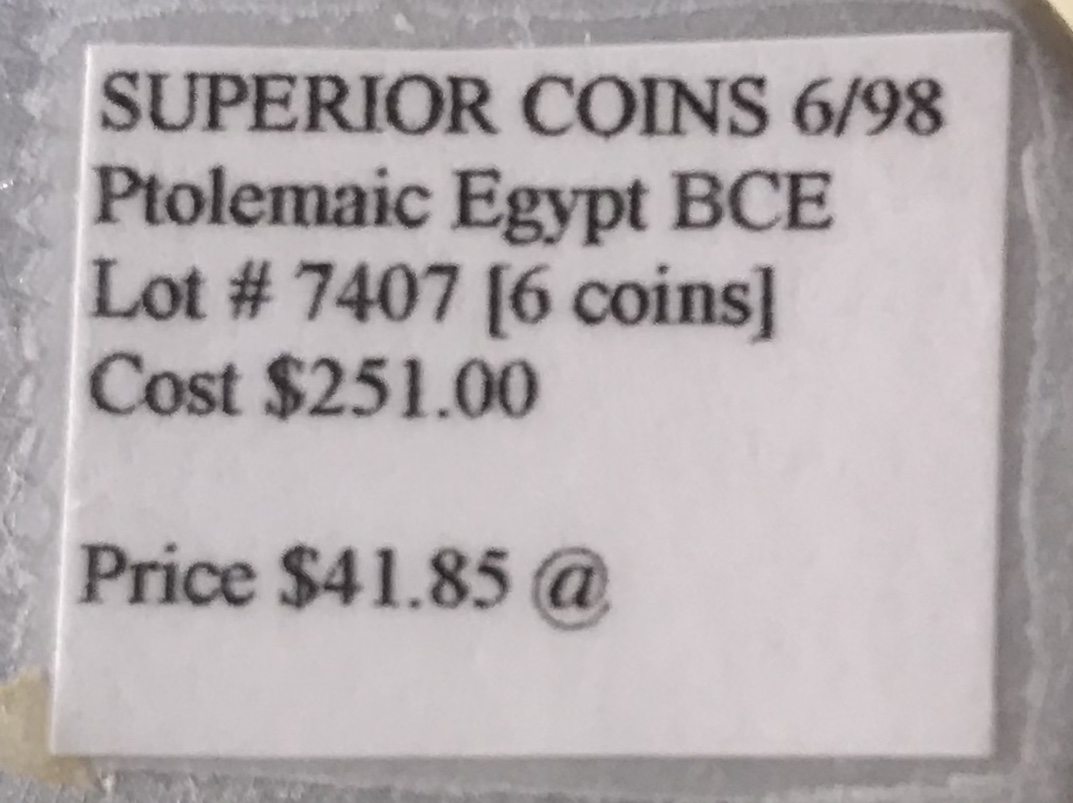 SUPERIOR COINS 6/98
Ptolemaic Egypt BCE
Lot # 7407 [6 coins]
Cost $251.00
Price $41.85 @